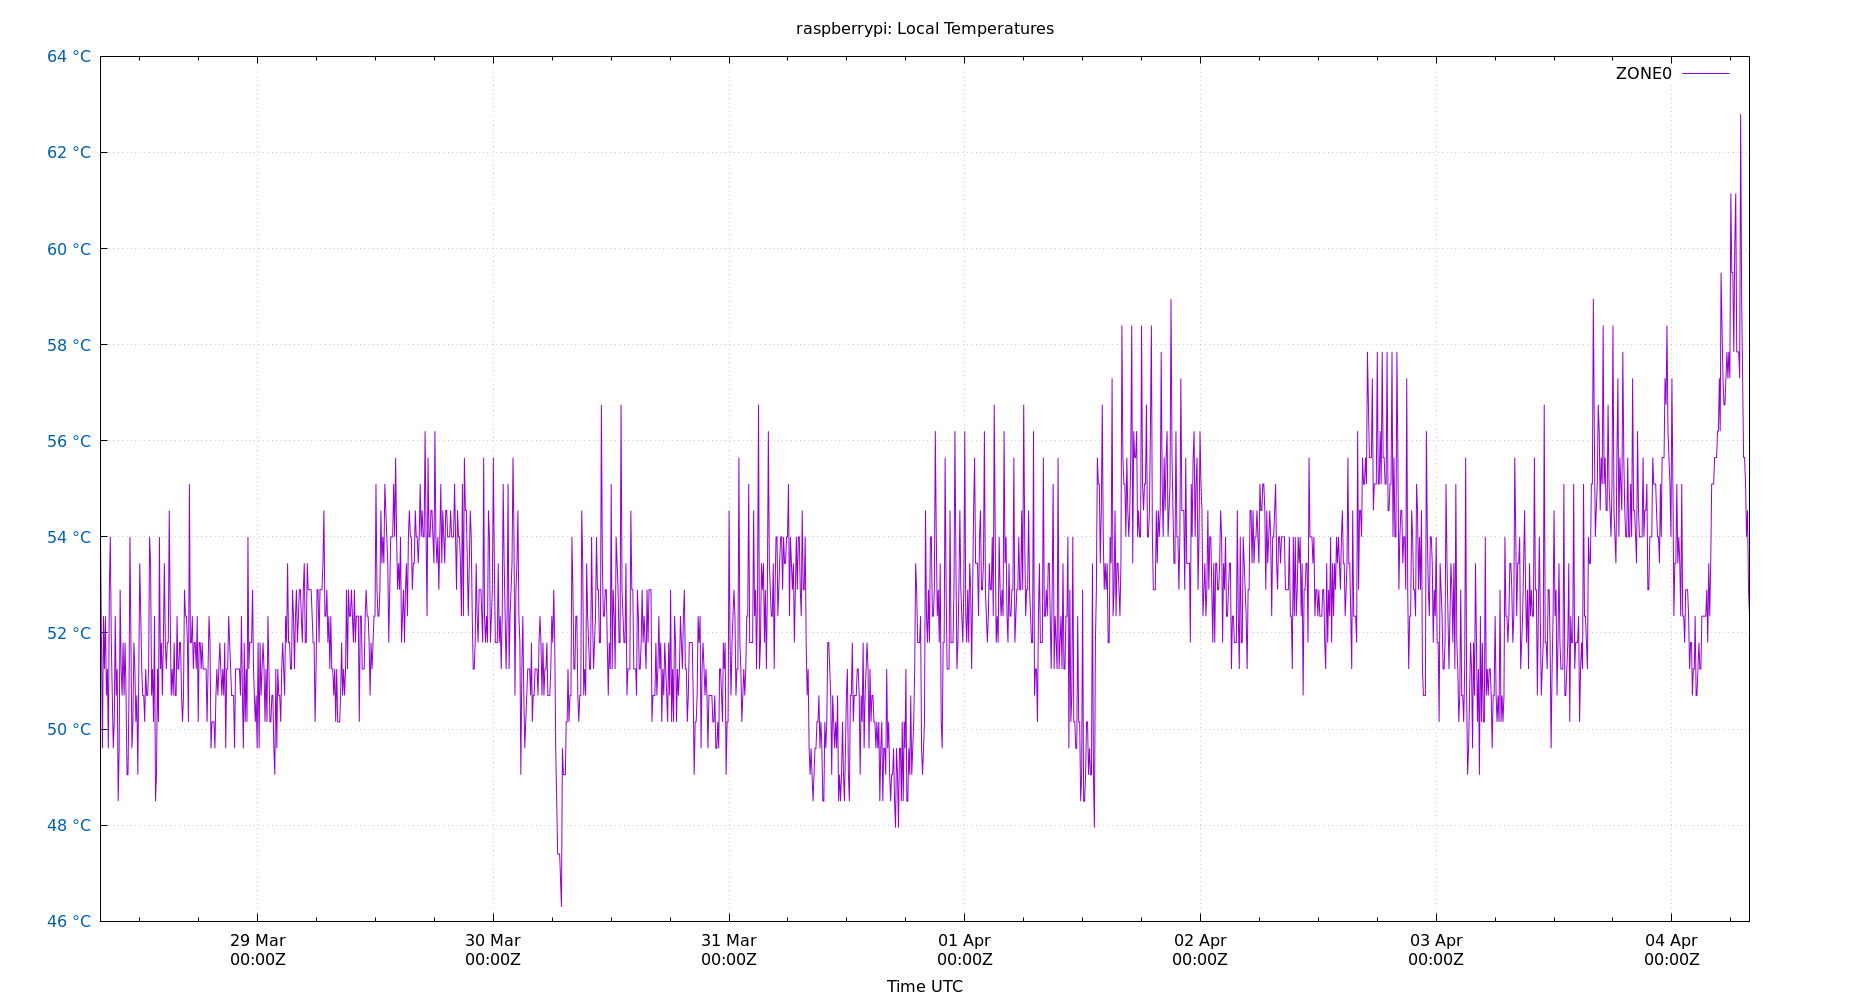 raspberrypi: Local Temperatures
64 °C
ZONE0
62 °C
60 °C
58 °C
56 °C
54 °C
52 °C
50 °C
48 °C
46 °C
29 Mar 30 Mar 31 Mar 01 Apr 02 Apr 03 Apr 04 Apr
00:00Z 00:00Z 00:00Z 00:00Z 00:00Z 00:00Z 00:00Z
Time UTC